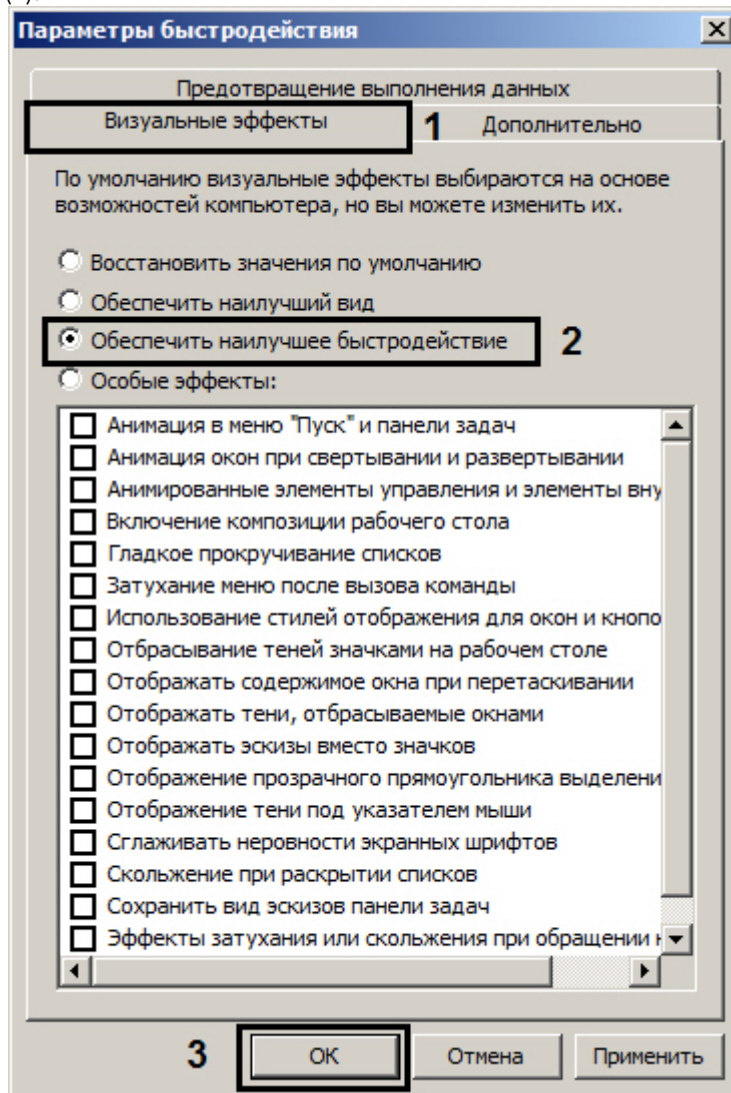 Параметры быстродействия
Предотвращение выполнения данных
Визуальные эффекты 1 Дополнительно
По умолчанию визуальные эффекты выбираются на основе
возможностей компьютера, но вы можете изменить их.
Восстановить значения по умолчанию
Обеспечить наилучший вид
Обеспечить наилучшее быстродействие 2
Особые эффекты:
Анимация в меню "Пуск" и панели задач
Анимация окон при свертывании и развертывании
Анимированные элементы управления и элементы вну
Включение композиции рабочего стола
Гладкое прокручивание списков
Затухание меню после вызова команды
Использование стилей отображения для окон и кнопо
Отбрасывание теней значками на рабочем столе
Отображать содержимое окна при перетаскивании
Отображать тени, отбрасываемые окнами
Отображать эскизы вместо значков
Отображение прозрачного прямоугольника выделени
Отображение тени под указателем мыши
Сглаживать неровности экранных шрифтов
Скольжение при раскрытии списков
Сохранить вид эскизов панели задач
Эффекты затухания или скольжения при обращении
3 ОК Отмена Применить